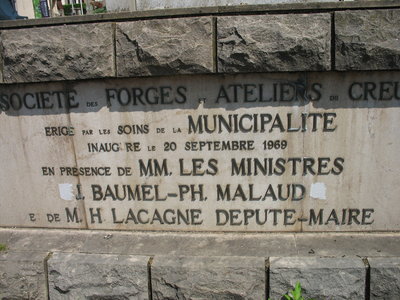 SOCIETE DES FORGES ET ATELIERS DU CREU
ERIGE PAR LES SOINS DE LA MUNICIPALITE
INAUGURE LE 20 SEPTEMBRE 1969
EN PRESENCE DE MM. LES MINISTRES
J. BAUMEL-PH. MALAUD
E DE M. H LACAGNE DEPUTE-MAIRE